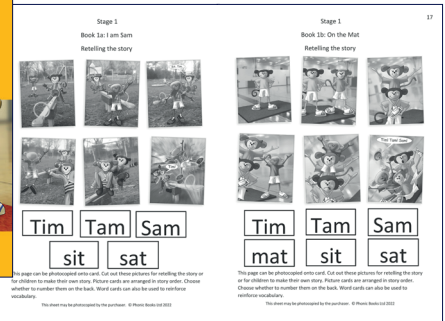 Stage 1
Book 1a: I am Sam
Retelling the story
Tim
Tam
Sam
sit
sat
This page can be photocopied onto card. Cut out these pictures for retelling the story or
for children to make their own story. Picture cards are arranged in story order. Choose
whether to number them on the back. Word cards can also be used to reinforce
vocabulary.
This sheet may be photocopied by the purchaser. © Phonic Books Ltd 2022
17
Stage 1
Book 1b: On the Mat
Retelling the story
Tim! Tam! Sam!
Tim
Tam
Sam
mat
sit
sat
This page can be photocopied onto card. Cut out these pictures for retelling the story
or for children to make their own story. Picture cards are arranged in story order.
Choose whether to number them on the back. Word cards can also be used to
reinforce vocabulary.
This sheet may be photocopied by the purchaser. © Phonic Books Ltd 2022